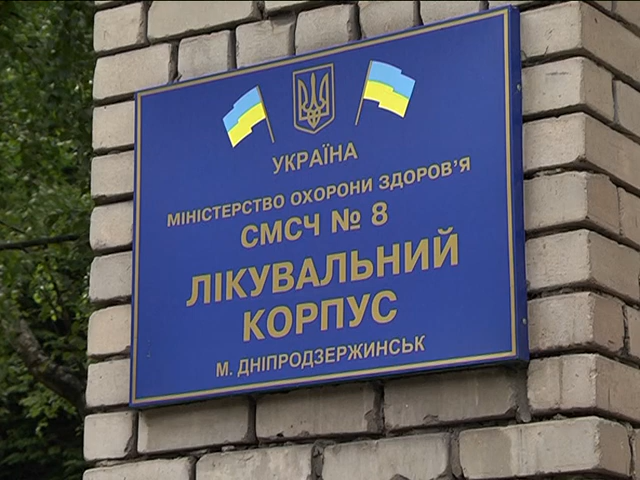 УКРАЇНА
МІНІСТЕРСТВО ОХОРОНИ ЗДОРОВ'Я
СМСЧ № 8
ЛІКУВАЛЬНИЙ
КОРПУС
М. ДНІПРОДЗЕРЖИНСЬК